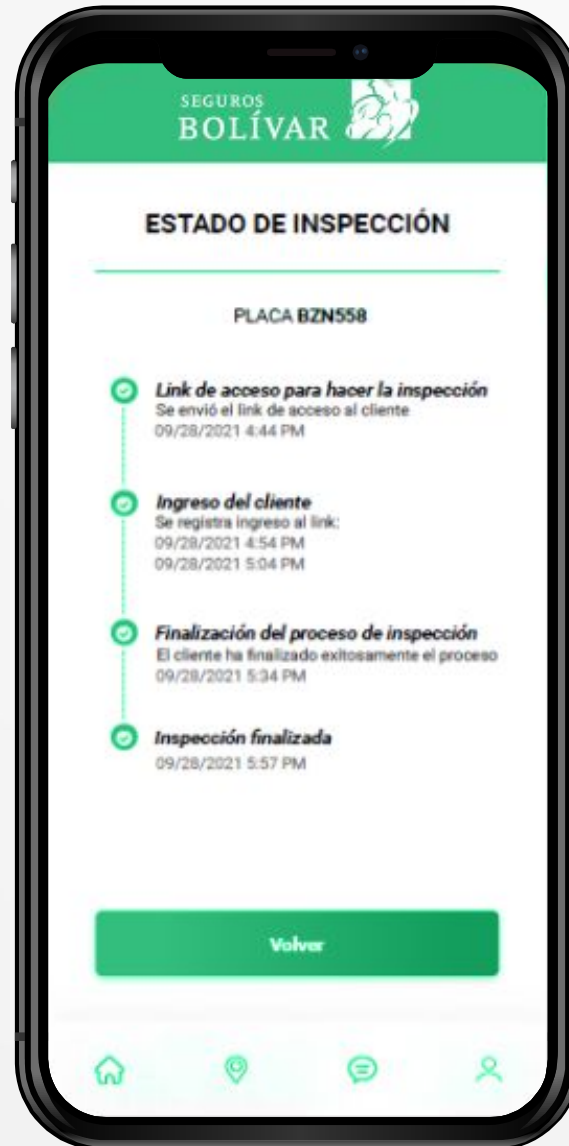 SEGUROS
BOLÍVAR
ESTADO DE INSPECCIÓN
PLACA BZN558
Link de acceso para hacer la inspección
Se envió el link de acceso al cliente
09/28/2021 4:44 PM
Ingreso del cliente
Se registra ingreso al link:
09/28/2021 4:54 PM
09/28/2021 5:04 PM
Finalización del proceso de inspección
El cliente ha finalizado exitosamente el proceso
09/28/2021 5:34 PM
Inspección finalizada
09/28/2021 5:57 PM
Volver